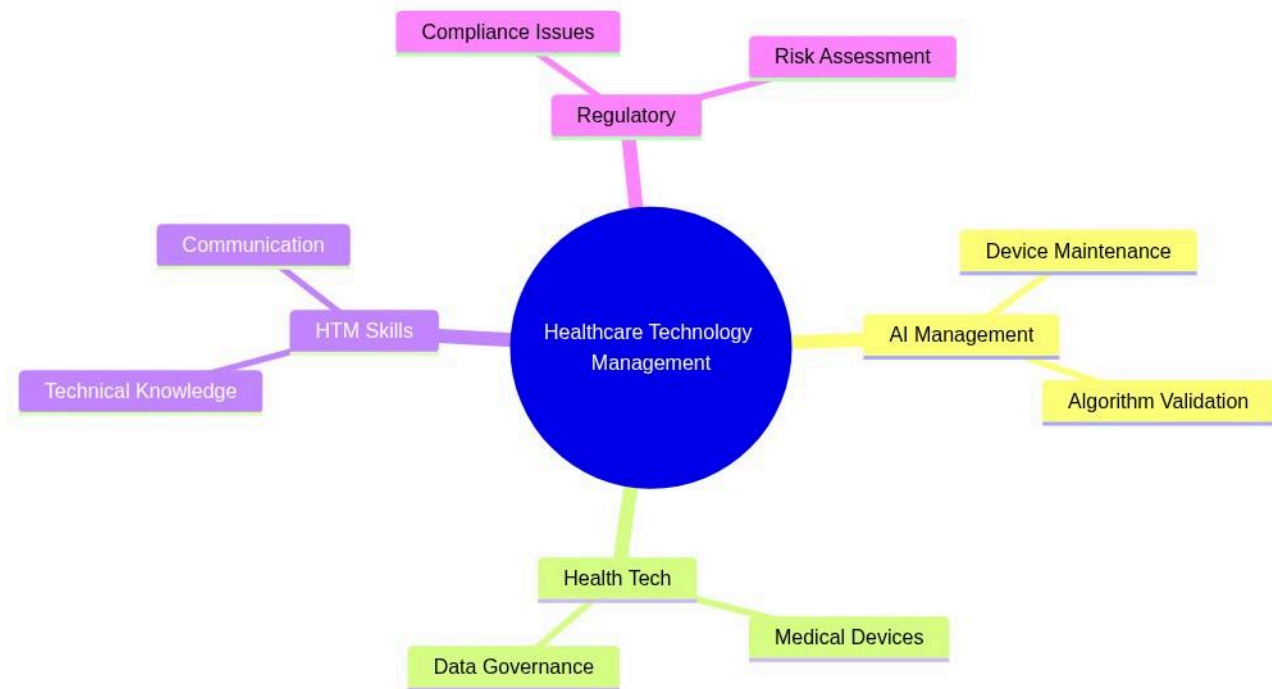 Compliance Issues
Risk Assessment
Regulatory
Communication
HTM Skills
Technical Knowledge
Healthcare Technology
Management
Device Maintenance
AI Management
Algorithm Validation
Health Tech
Medical Devices
Data Governance